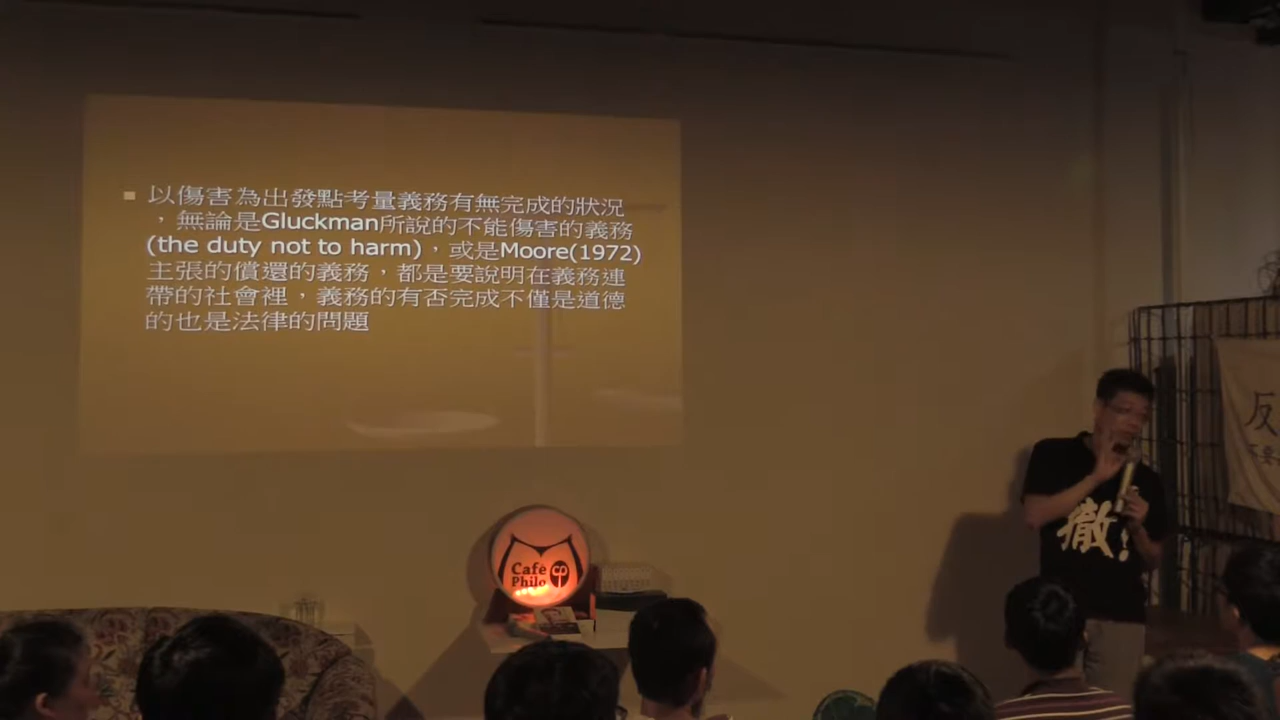 以傷害為出發點考量義務有無完成的狀況
，無論是Gluckman所說的不能傷害的義務
(the duty not to harm)，或是Moore(1972)
主張的償還的義務，都是要說明在義務連
帶的社會裡，義務的有否完成不僅是道德
的也是法律的問題
Café
Philo
撤!
反